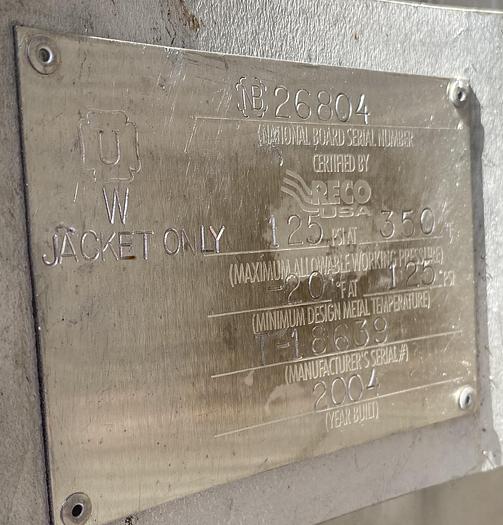 NB 26804
(NATIONAL BOARD SERIAL NUMBER
CERTIFIED BY
RECO
USA
U
W
JACKET ONLY
125 PSI AT 350 °F
(MAXIMUM ALLOWABLE WORKING PRESSURE)
-20 °F AT 125 PSI
(MINIMUM DESIGN METAL TEMPERATURE)
T-18639
(MANUFACTURER'S SERIAL#)
2004
(YEAR BUILT)